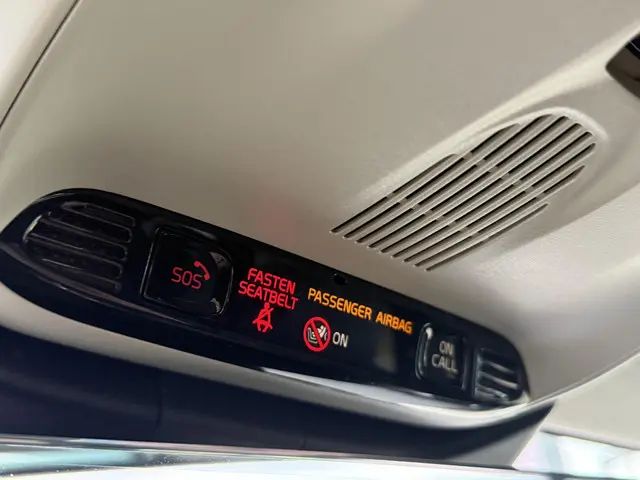 SOS
FASTEN
SEATBELT
PASSENGER AIRBAG
ON
ON
CALL